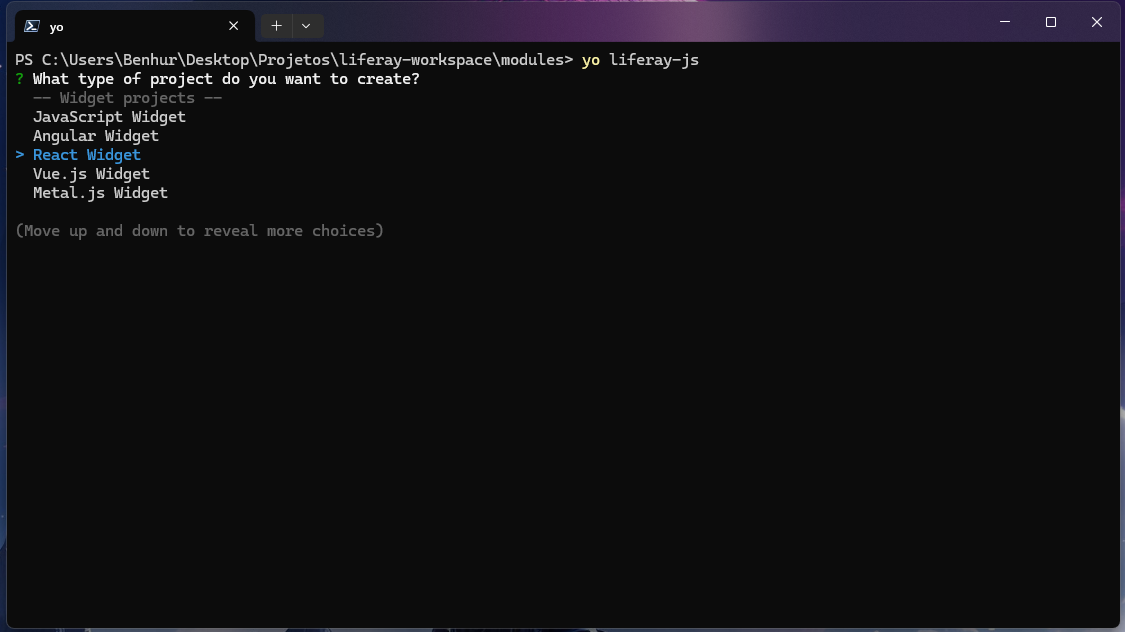 yo
PS C:\Users\Benhur\Desktop\Projetos\liferay-workspace\modules> yo liferay-js
? What type of project do you want to create?
-- Widget projects --
JavaScript Widget
Angular Widget
> React Widget
Vue.js Widget
Metal.js Widget
(Move up and down to reveal more choices)